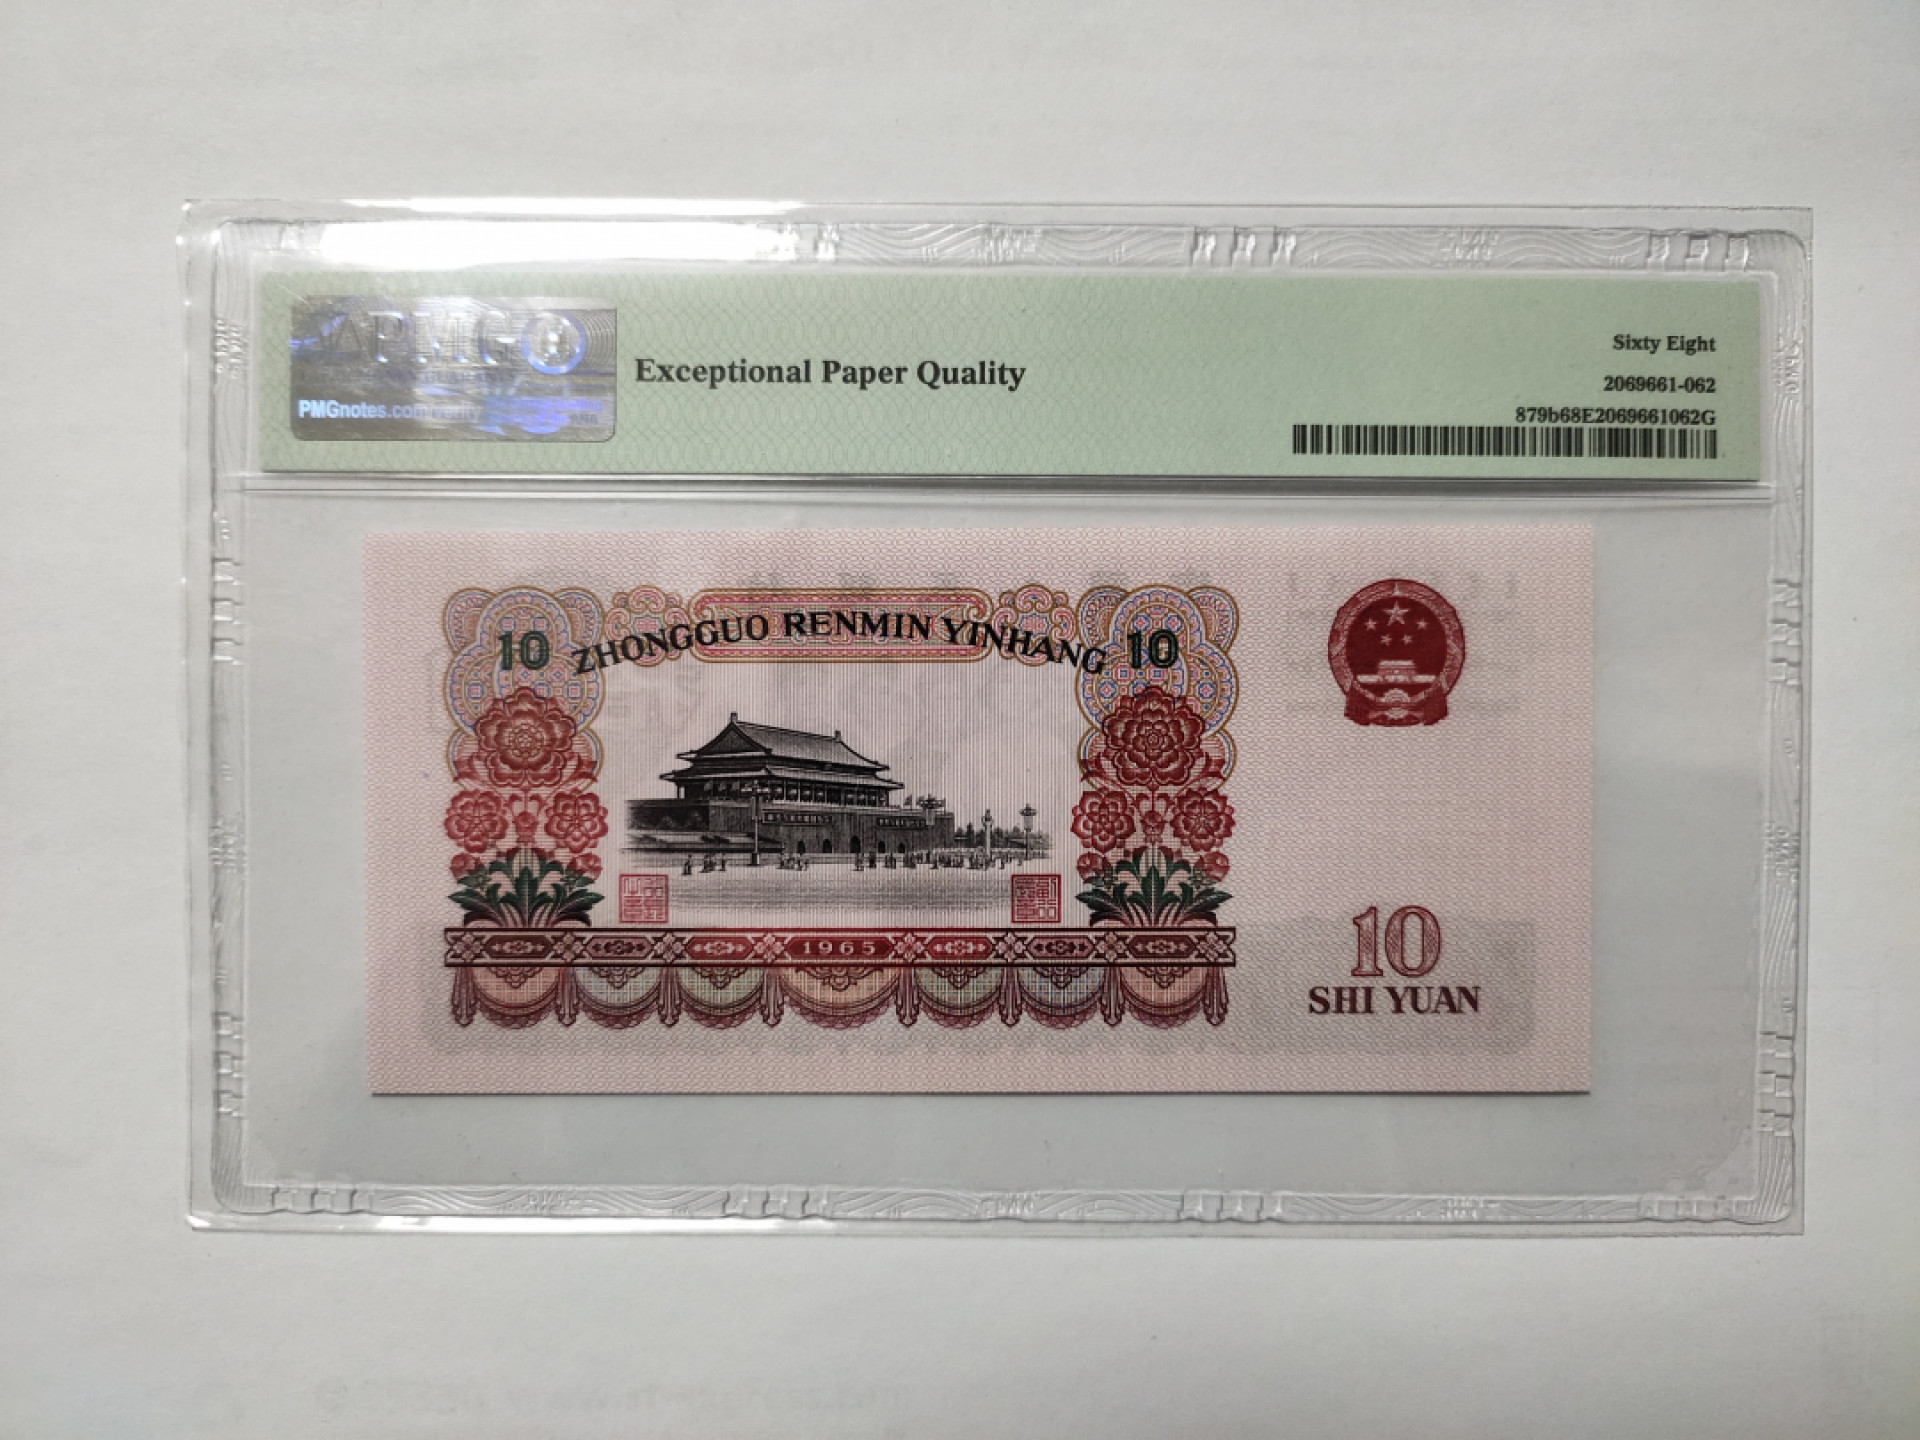 PMG
PMGnotes.com/verify
Exceptional Paper Quality
Sixty Eight
2069661-062
879b68E2069661062G
10 ZHONGGUO RENMIN YINHANG 10
1965
10
SHI YUAN